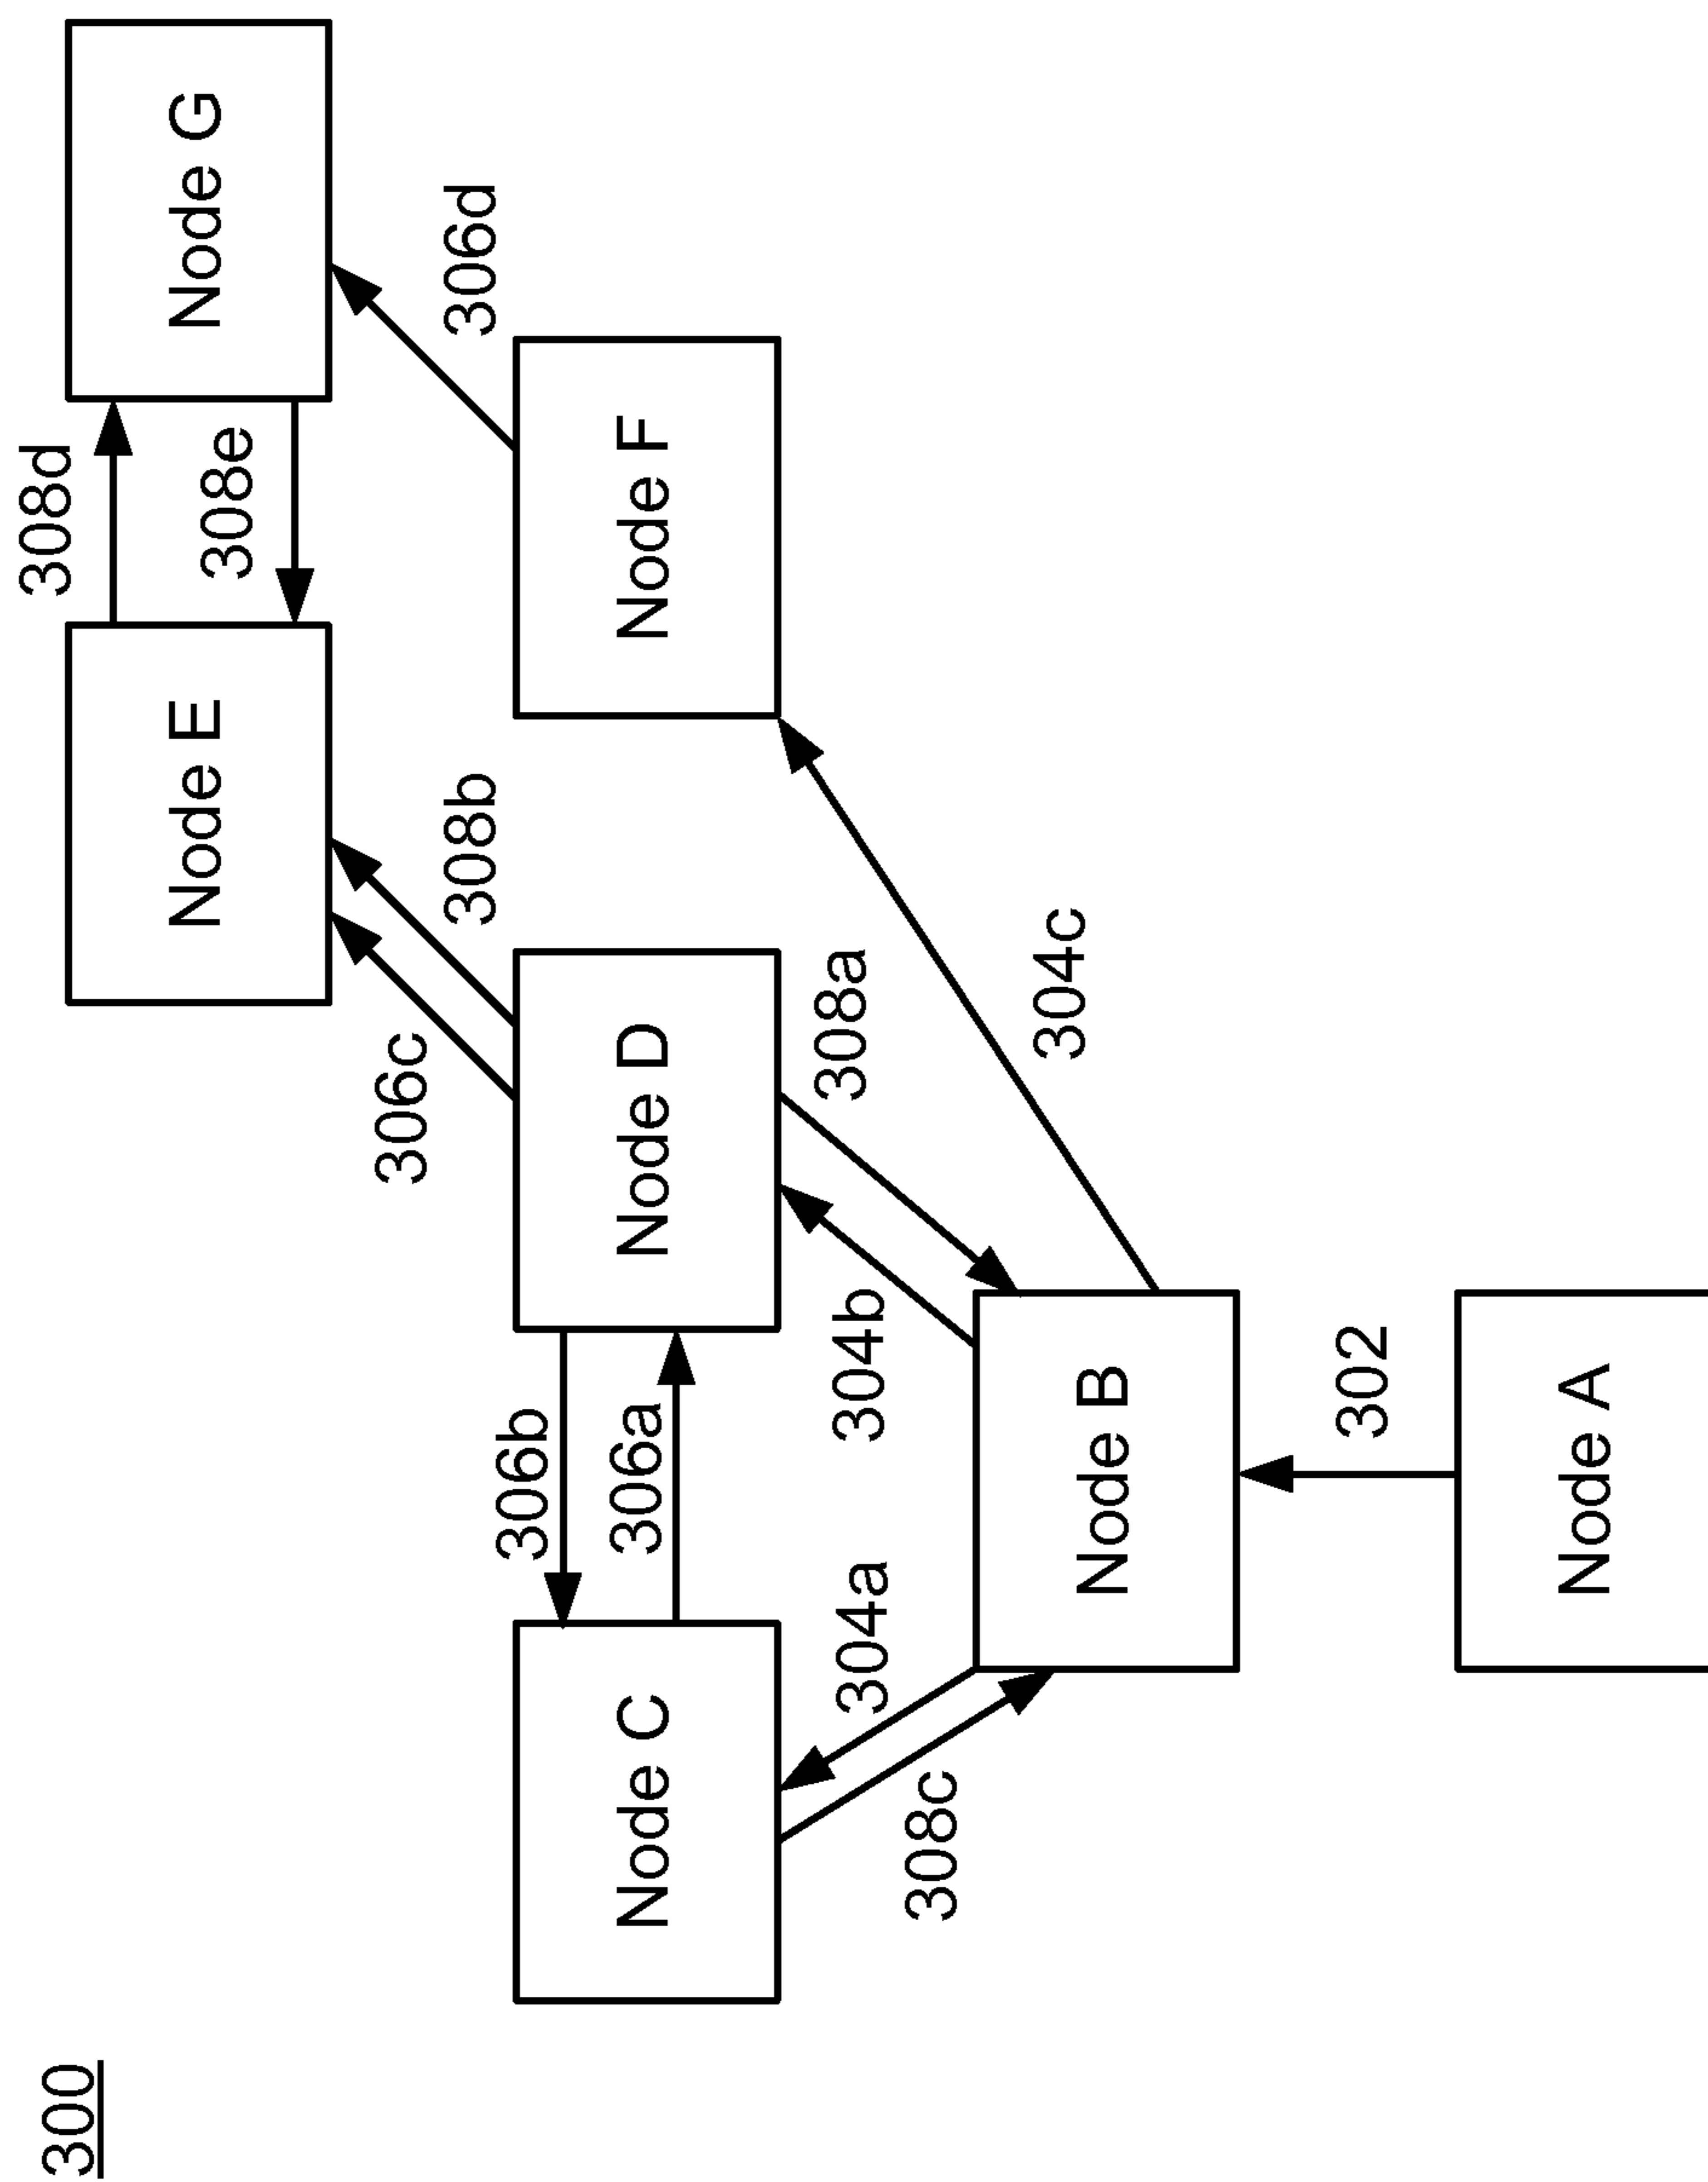 300
Node C
Node D
Node E
Node F
Node G
Node B
Node A
308c
304a
306b
306a
304b
306c
308a
304c
308b
308d
308e
306d
302